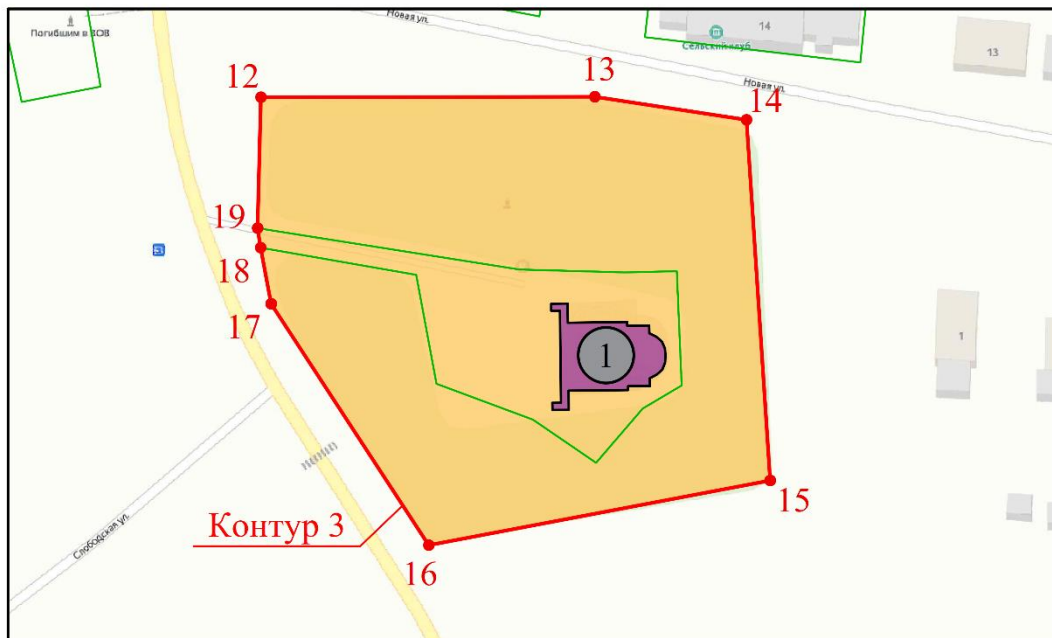 Новая ул.
Погибшим в ВОВ
14
Сельский клуб
13
Новая ул.
12
13
14
19
18
17
1
1
15
Контур 3
Слободская ул.
16